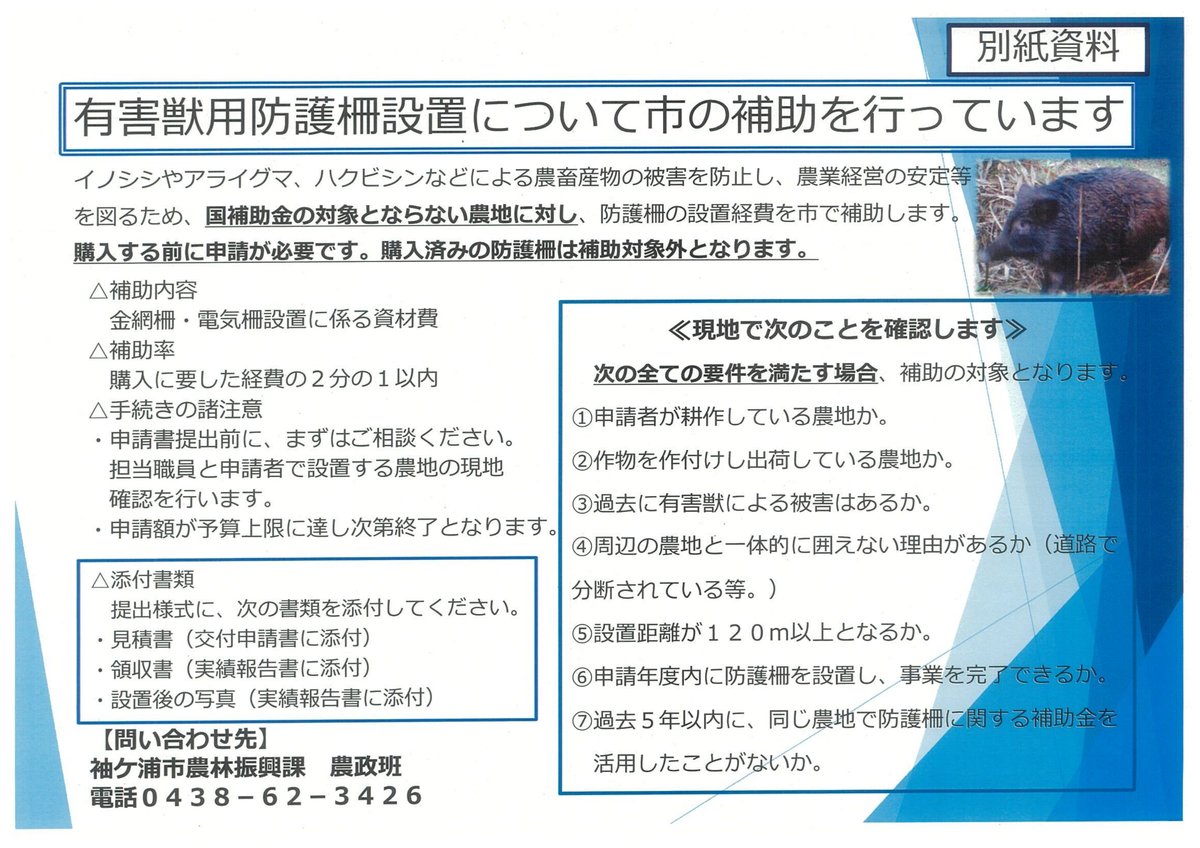 別紙資料
有害獣用防護柵設置について市の補助を行っています
イノシシやアライグマ、ハクビシンなどによる農畜産物の被害を防止し、農業経営の安定等
を図るため、国補助金の対象とならない農地に対し、防護柵の設置経費を市で補助します。
購入する前に申請が必要です。購入済みの防護柵は補助対象外となります。
△補助内容
金網柵・電気柵設置に係る資材費
△補助率
購入に要した経費の２分の１以内
△手続きの諸注意
・申請書提出前に、まずはご相談ください。
担当職員と申請者で設置する農地の現地
確認を行います。
・申請額が予算上限に達し次第終了となります。
△添付書類
提出様式に、次の書類を添付してください。
・見積書（交付申請書に添付）
・領収書（実績報告書に添付）
・設置後の写真（実績報告書に添付）
【問い合わせ先】
袖ケ浦市農林振興課　農政班
電話０４３８－６２－３４２６
≪現地で次のことを確認します≫
次の全ての要件を満たす場合、補助の対象となります。
①申請者が耕作している農地か。
②作物を作付けし出荷している農地か。
③過去に有害獣による被害はあるか。
④周辺の農地と一体的に囲えない理由があるか（道路で
分断されている等。）
⑤設置距離が１２０ｍ以上となるか。
⑥申請年度内に防護柵を設置し、事業を完了できるか。
⑦過去５年以内に、同じ農地で防護柵に関する補助金を
活用したことがないか。